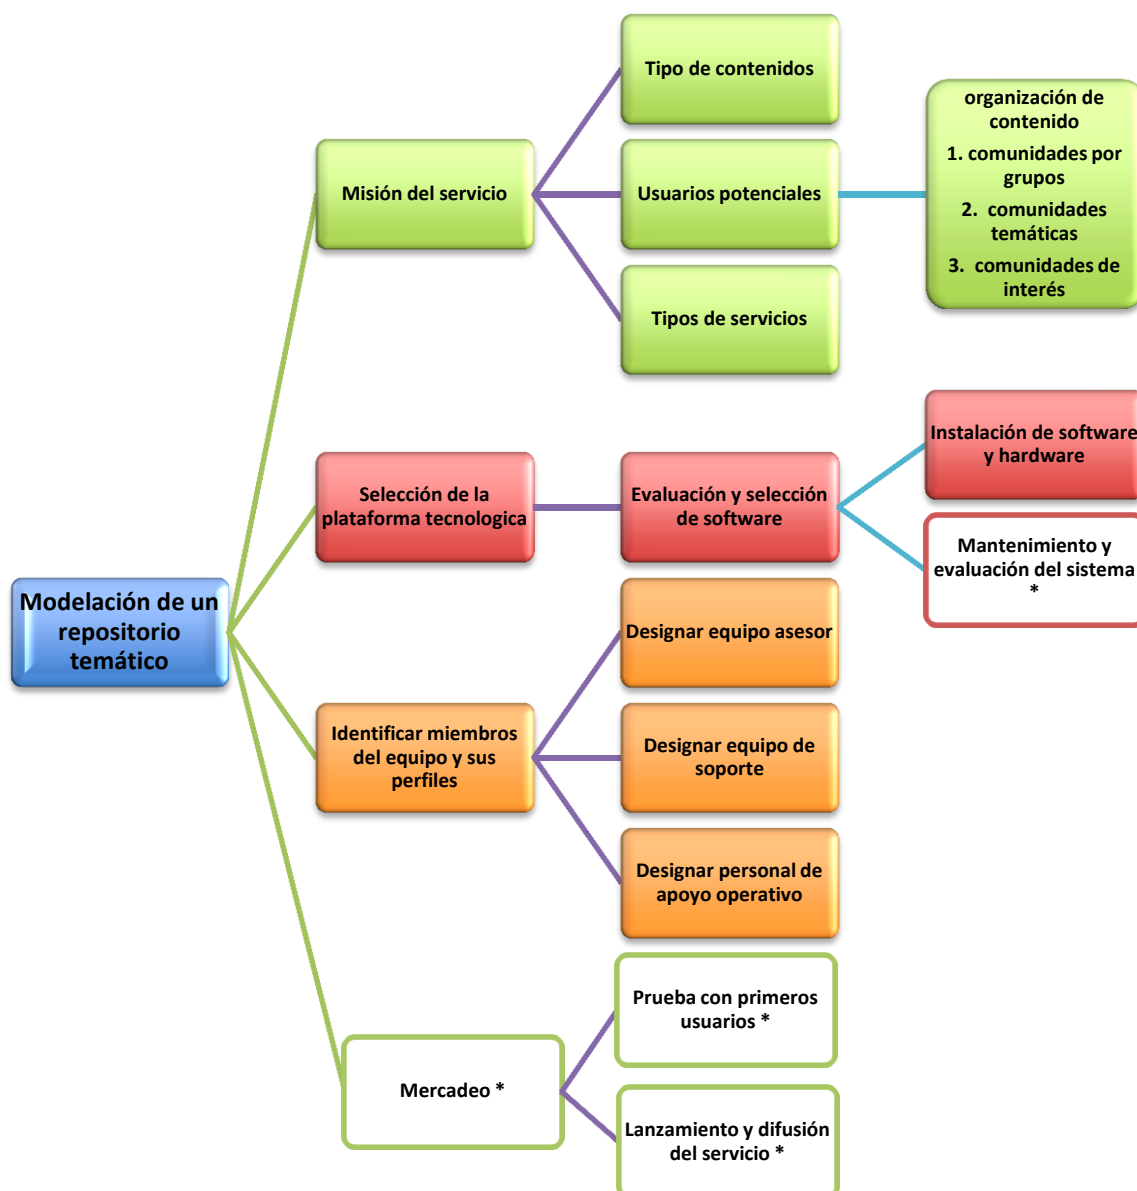 Modelación de un
repositorio
temático
Misión del servicio
Tipo de contenidos
Usuarios potenciales
organización de
contenido
1. comunidades por
grupos
2. comunidades
temáticas
3. comunidades de
interés
Tipos de servicios
Selección de la
plataforma tecnologica
Evaluación y selección
de software
Instalación de software
y hardware
Mantenimiento y
evaluación del sistema
*
Identificar miembros
del equipo y sus
perfiles
Designar equipo asesor
Designar equipo de
soporte
Designar personal de
apoyo operativo
Mercadeo *
Prueba con primeros
usuarios *
Lanzamiento y difusión
del servicio *